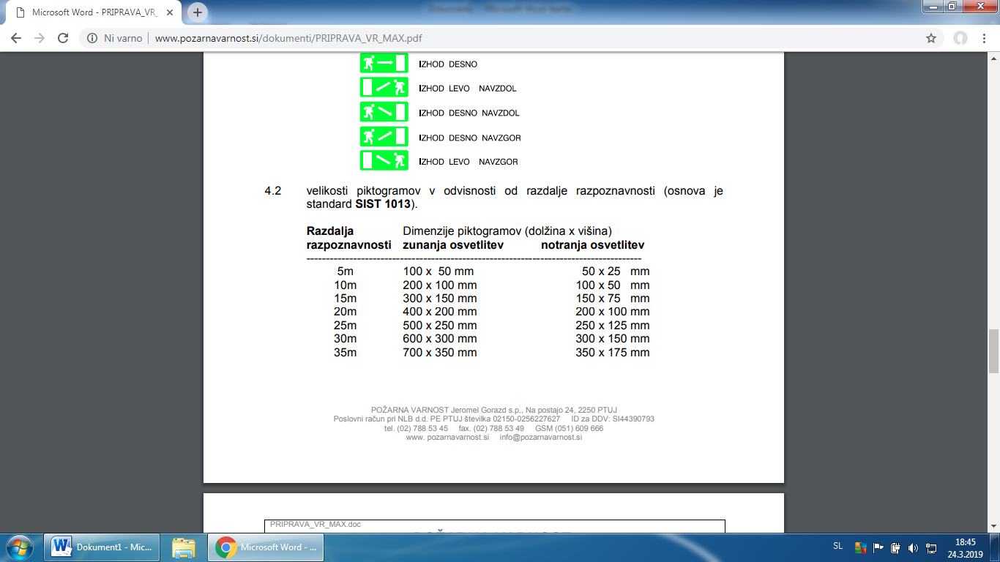 Dokument1 - Microsoft Word Starter
Microsoft Word - PRIPRAVA_VR_
Ni varno www.pozarnavarnost.si/dokumenti/PRIPRAVA_VR_MAX.pdf
IZHOD DESNO
IZHOD LEVO NAVZDOL
IZHOD DESNO NAVZDOL
IZHOD DESNO NAVZGOR
IZHOD LEVO NAVZGOR
4.2 velikosti piktogramov v odvisnosti od razdalje razpoznavnosti (osnova je
standard SIST 1013).
Razdalja Dimenzije piktogramov (dolžina x višina)
razpoznavnosti zunanja osvetlitev notranja osvetlitev
---------------------------------------------------------------------------------------
5m 100 x 50 mm 50 x 25 mm
10m 200 x 100 mm 100 x 50 mm
15m 300 x 150 mm 150 x 75 mm
20m 400 x 200 mm 200 x 100 mm
25m 500 x 250 mm 250 x 125 mm
30m 600 x 300 mm 300 x 150 mm
35m 700 x 350 mm 350 x 175 mm
POŽARNA VARNOST Jeromel Gorazd s.p., Na postajo 24, 2250 PTUJ
Poslovni račun pri NLB d.d. PE PTUJ številka 02150-0256227627 ID za DDV: SI44390793
tel. (02) 788 53 45 fax. (02) 788 53 49 GSM (051) 609 666
www. pozarnavarnost.si info@pozarnavarnost.si
PRIPRAVA_VR_MAX.doc
Dokument1 - Mic... Microsoft Word - ... SL 18:45
24.3.2019